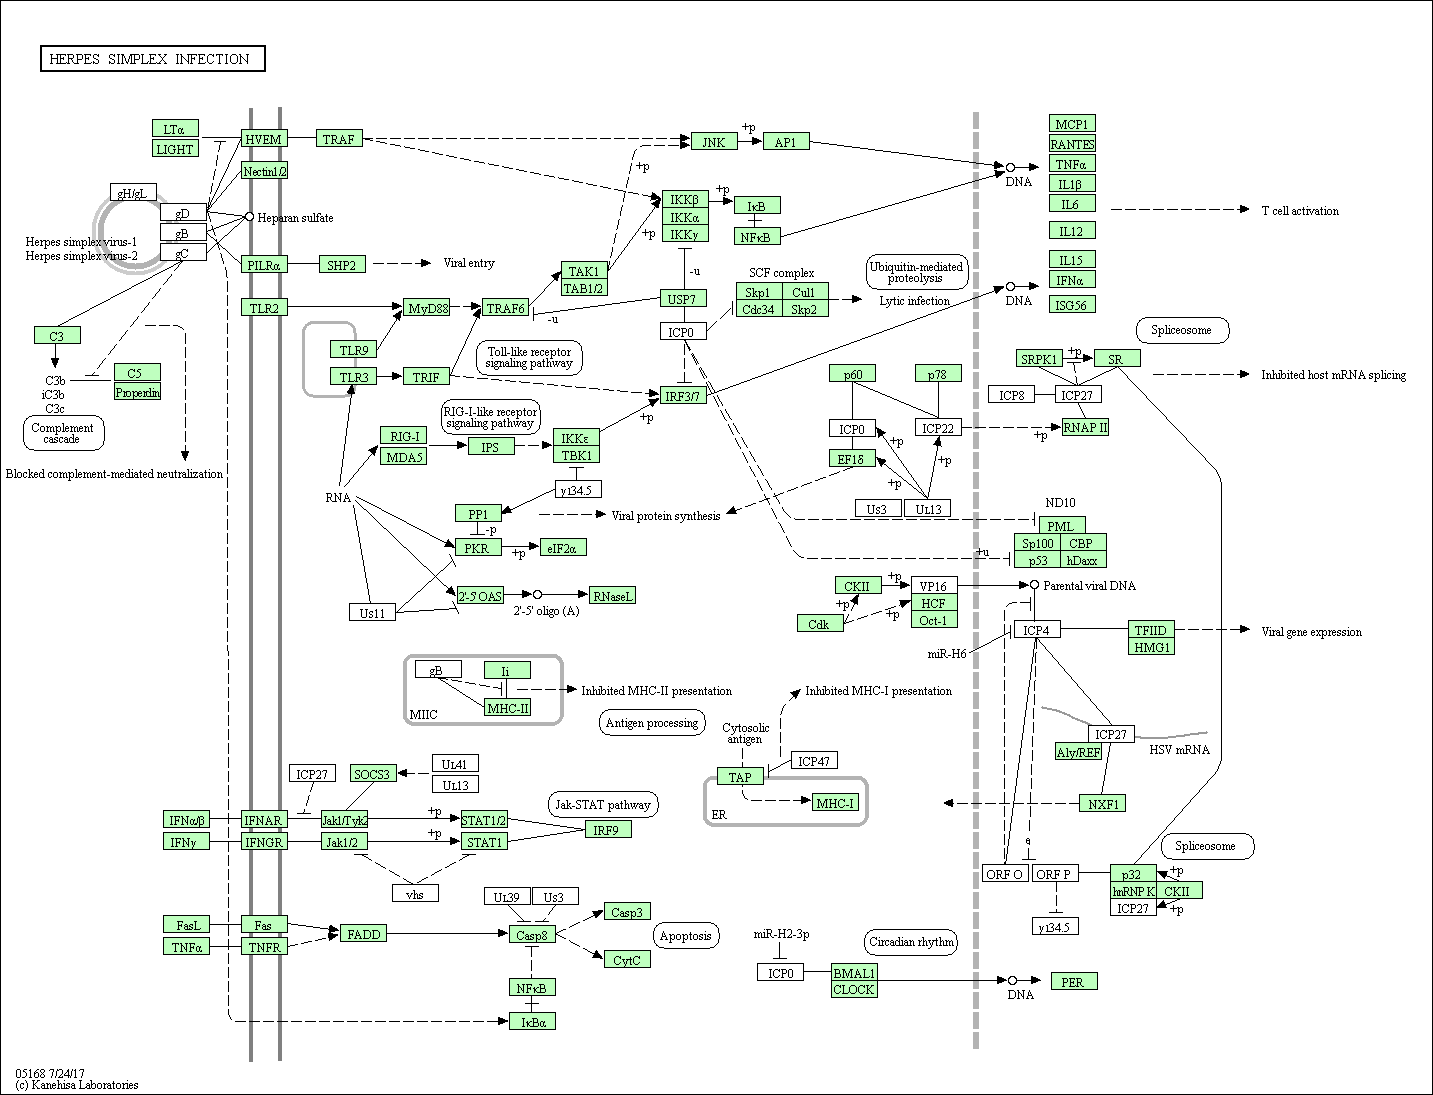 HERPES SIMPLEX INFECTION
LTα
LIGHT
HVEM
TRAF
JNK
+p
AP1
DNA
MCP1
RANTES
TNFα
IL1β
IL6
IL12
IL15
IFNα
ISG56
T cell activation
Nectin1/2
gH/gL
gD
gB
gC
Heparan sulfate
Herpes simplex virus-1
Herpes simplex virus-2
+p
IKKβ
IKKα
IKKγ
+p
+p
IκB
NFκB
PILRα
SHP2
Viral entry
TAK1
TAB1/2
-u
SCF complex
Skp1
Cul1
Cdc34
Skp2
Ubiquitin-mediated
proteolysis
Lytic infection
DNA
TLR2
MyD88
TRAF6
-u
USP7
ICP0
C3
C3b
iC3b
C3c
C5
Properdin
Complement
cascade
Blocked complement-mediated neutralization
TLR9
TLR3
TRIF
Toll-like receptor
signaling pathway
IRF3/7
+p
Spliceosome
SRPK1
+p
SR
ICP8
ICP27
RNAP II
+p
Inhibited host mRNA splicing
p60
p78
ICP0
ICP22
+p
+p
+p
EF1δ
Us3
UL13
RIG-I-like receptor
signaling pathway
RIG-I
MDA5
IPS
IKKε
TBK1
γ134.5
RNA
PP1
-p
Viral protein synthesis
PKR
+p
eIF2α
2'-5' OAS
2'-5' oligo (A)
RNaseL
Us11
ND10
PML
Sp100
CBP
p53
hDaxx
+u
CKII
+p
VP16
HCF
Oct-1
+p
+p
Cdk
Parental viral DNA
ICP4
miR-H6
TFIID
HMG1
Viral gene expression
gB
Ii
MHC-II
MIIC
Inhibited MHC-II presentation
Antigen processing
Inhibited MHC-I presentation
Cytosolic
antigen
ICP47
TAP
MHC-I
ER
ICP27
Aly/REF
HSV mRNA
NXF1
ICP27
SOCS3
UL41
UL13
IFNα/β
IFNAR
Jak1/Tyk2
+p
STAT1/2
Jak-STAT pathway
IRF9
IFNγ
IFNGR
Jak1/2
+p
STAT1
vhs
e
ORF O
ORF P
γ134.5
Spliceosome
p32
+p
hnRNP K
CKII
ICP27
+p
UL39
Us3
FasL
Fas
TNFα
TNFR
FADD
Casp8
Casp3
CytC
Apoptosis
NFκB
IκBα
miR-H2-3p
ICP0
Circadian rhythm
BMAL1
CLOCK
DNA
PER
05168 7/24/17
(c) Kanehisa Laboratories